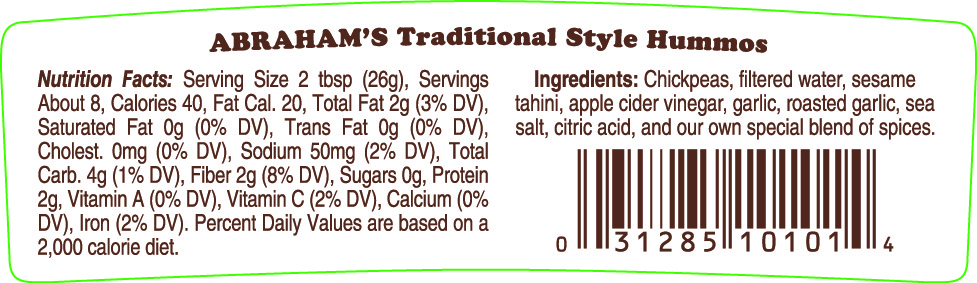 ABRAHAM'S Traditional Style Hummos
Nutrition Facts: Serving Size 2 tbsp (26g), Servings
About 8, Calories 40, Fat Cal. 20, Total Fat 2g (3% DV),
Saturated Fat 0g (0% DV), Trans Fat 0g (0% DV),
Cholest. 0mg (0% DV), Sodium 50mg (2% DV), Total
Carb. 4g (1% DV), Fiber 2g (8% DV), Sugars 0g, Protein
2g, Vitamin A (0% DV), Vitamin C (2% DV), Calcium (0%
DV), Iron (2% DV). Percent Daily Values are based on a
2,000 calorie diet.
Ingredients: Chickpeas, filtered water, sesame
tahini, apple cider vinegar, garlic, roasted garlic, sea
salt, citric acid, and our own special blend of spices.
0 31285 10101 4